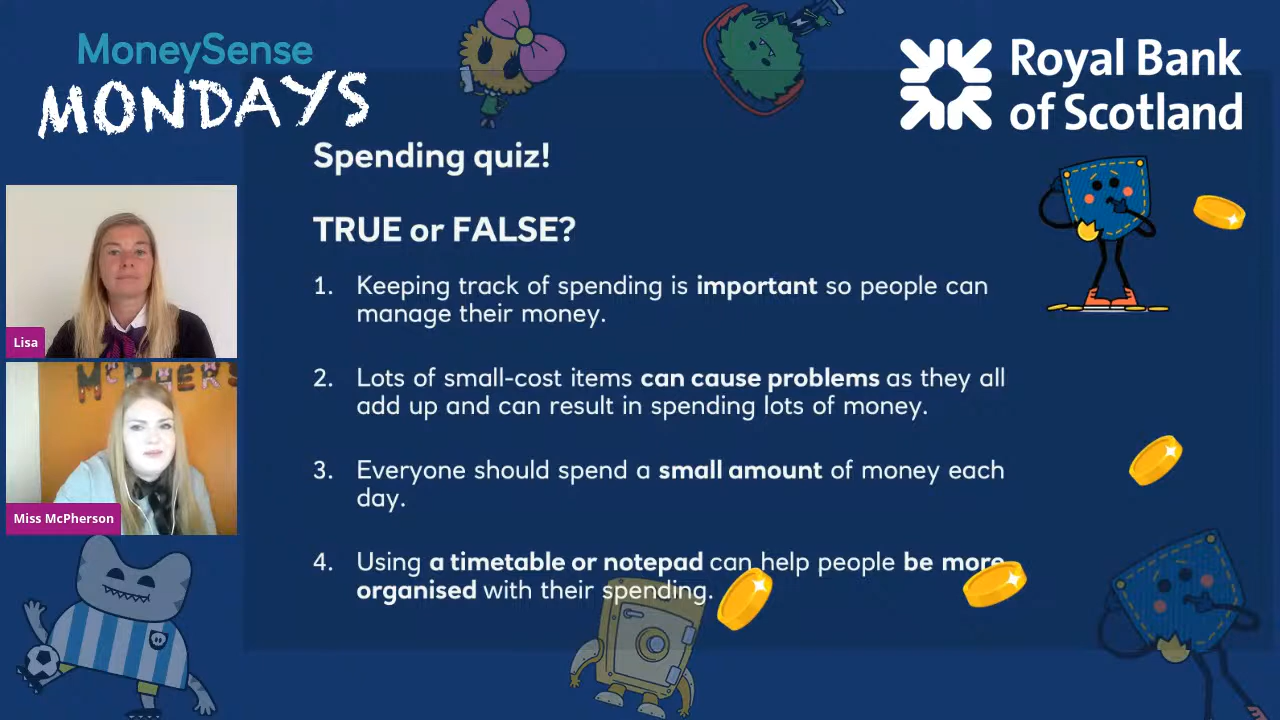 MoneySense
MONDAYS
Royal Bank
of Scotland
Spending quiz!
TRUE or FALSE?
1. Keeping track of spending is important so people can
manage their money.
2. Lots of small-cost items can cause problems as they all
add up and can result in spending lots of money.
3. Everyone should spend a small amount of money each
day.
4. Using a timetable or notepad can help people be more
organised with their spending.
Lisa
McPHERS
Miss McPherson